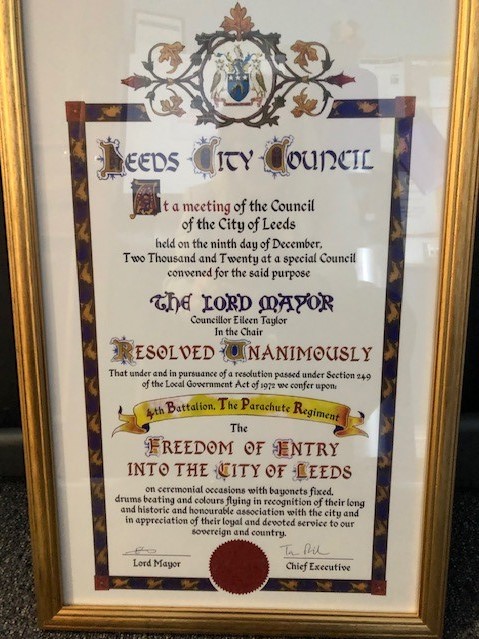 Leeds City Council
At a meeting of the Council
of the City of Leeds
held on the ninth day of December,
Two Thousand and Twenty at a special Council
convened for the said purpose
The Lord Mayor
Councillor Eileen Taylor
In the Chair
Resolved Unanimously
That under and in pursuance of a resolution passed under Section 249
of the Local Government Act of 1972 we confer upon:
4th Battalion, The Parachute Regiment
The
Freedom of Entry
into the City of Leeds
on ceremonial occasions with bayonets fixed,
drums beating and colours flying in recognition of their long
and historic and honourable association with the city and
in appreciation of their loyal and devoted service to our
sovereign and country.
Lord Mayor
Chief Executive